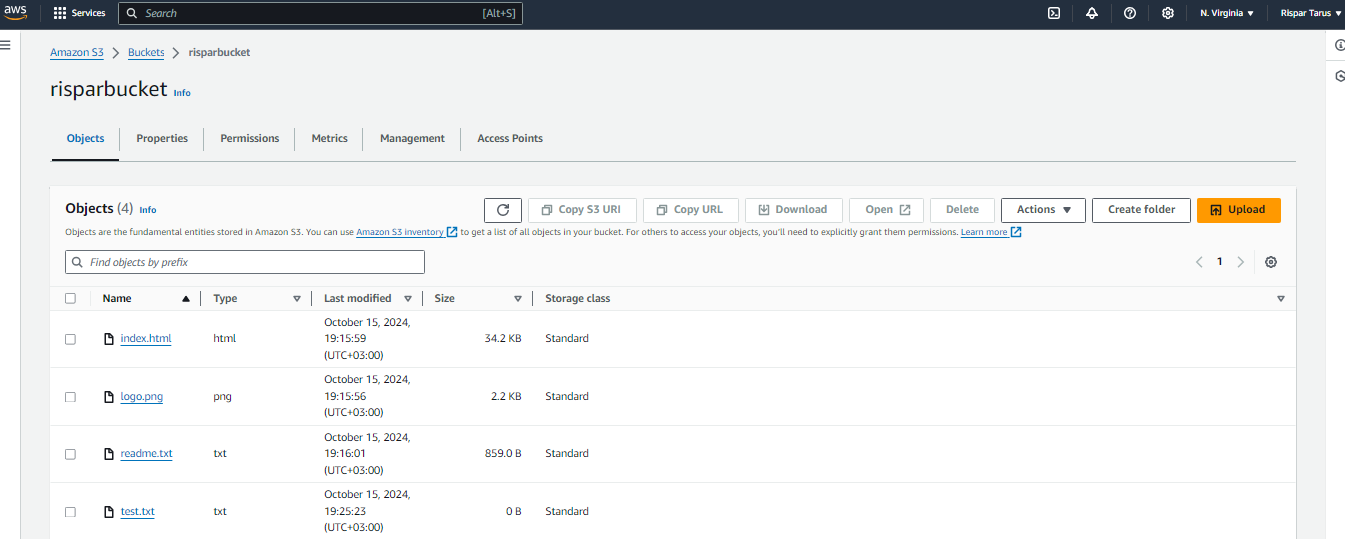 aws Services Search [Alt+S] N. Virginia Rispar Tarus
Amazon S3 Buckets risparbucket
risparbucket Info
Objects Properties Permissions Metrics Management Access Points
Objects (4) Info Copy S3 URI Copy URL Download Open Delete Actions Create folder Upload
Objects are the fundamental entities stored in Amazon S3. You can use Amazon S3 inventory to get a list of all objects in your bucket. For others to access your objects, you'll need to explicitly grant them permissions. Learn more
Find objects by prefix 1
Name Type Last modified Size Storage class
October 15, 2024,
index.html html 19:15:59 34.2 KB Standard
(UTC+03:00)
October 15, 2024,
logo.png png 19:15:56 2.2 KB Standard
(UTC+03:00)
October 15, 2024,
readme.txt txt 19:16:01 859.0 B Standard
(UTC+03:00)
October 15, 2024,
test.txt txt 19:25:23 0 B Standard
(UTC+03:00)